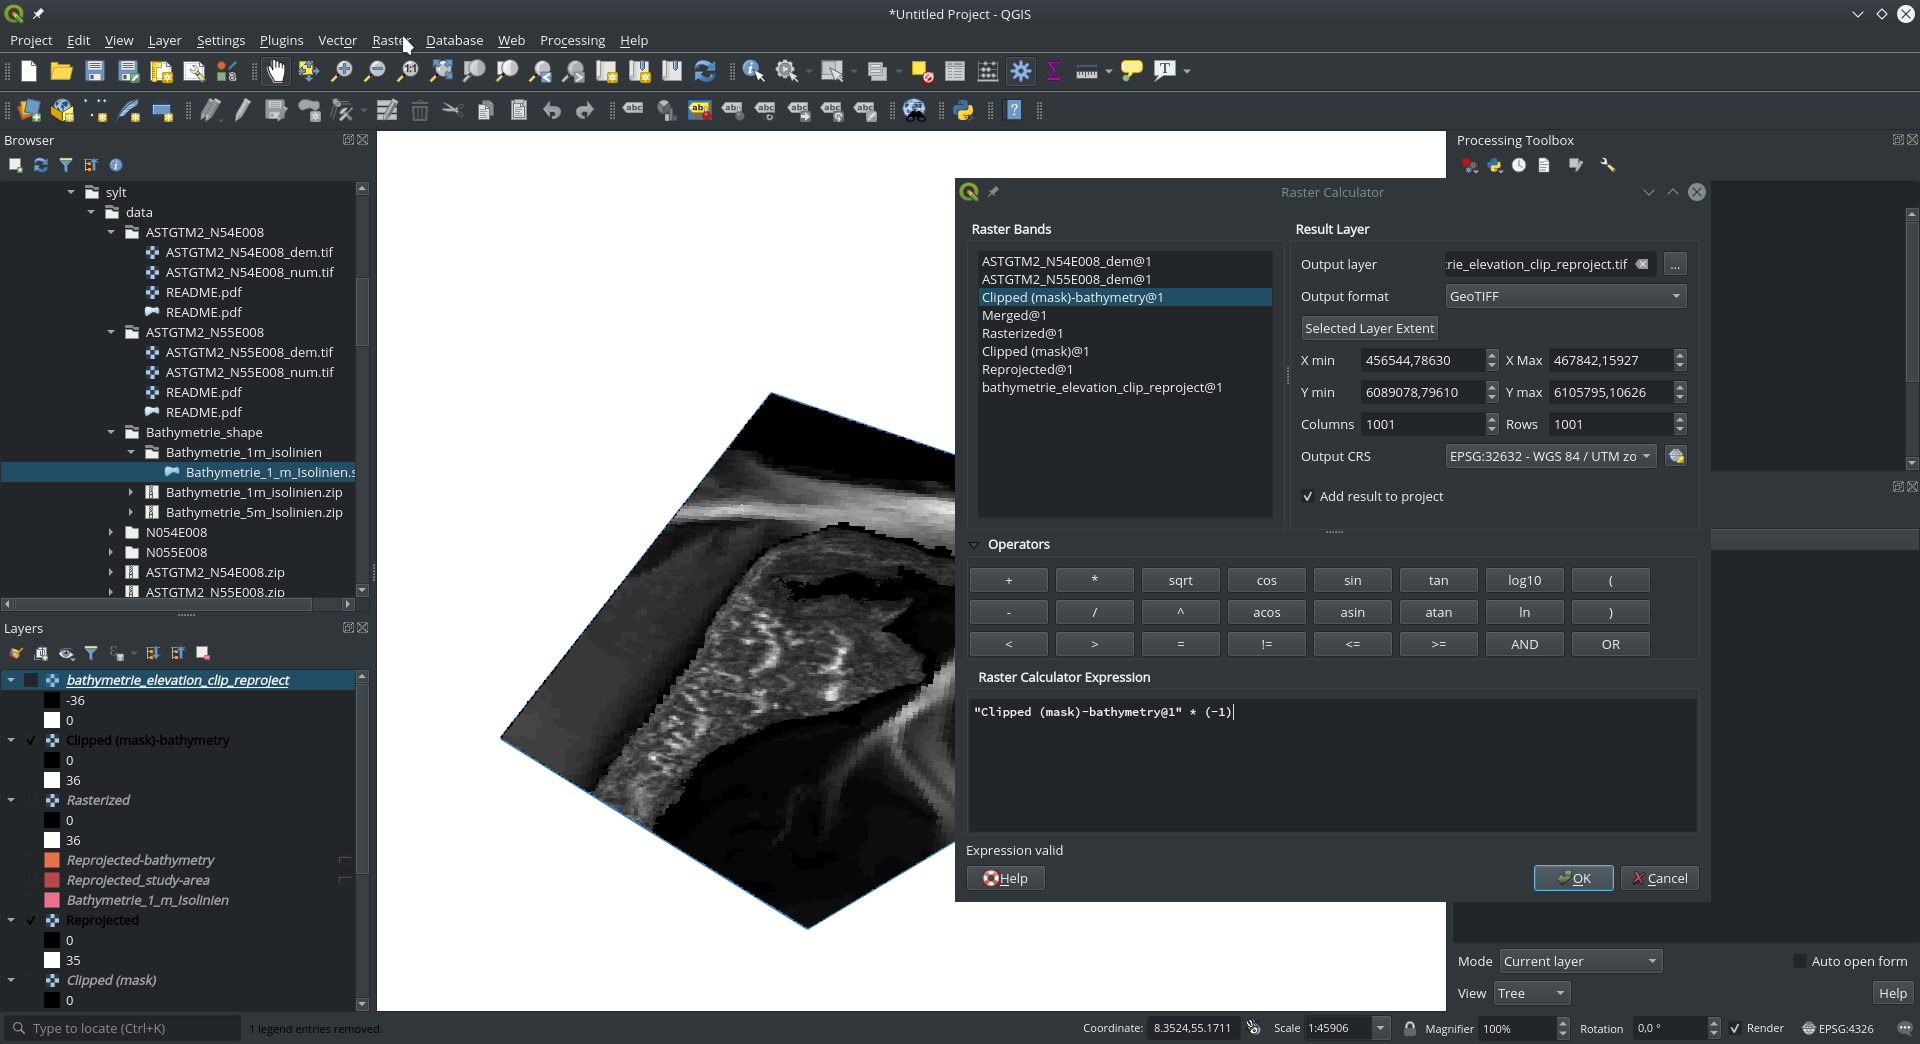 *Untitled Project - QGIS
Project Edit View Layer Settings Plugins Vector Raster Database Web Processing Help
Browser
sylt
data
ASTGTM2_N54E008
ASTGTM2_N54E008_dem.tif
ASTGTM2_N54E008_num.tif
README.pdf
README.pdf
ASTGTM2_N55E008
ASTGTM2_N55E008_dem.tif
ASTGTM2_N55E008_num.tif
README.pdf
README.pdf
Bathymetrie_shape
Bathymetrie_1m_isolinien
Bathymetrie_1_m_Isolinien.s
Bathymetrie_1m_isolinien.zip
Bathymetrie_5m_Isolinien.zip
N054E008
N055E008
ASTGTM2_N54E008.zip
ASTGTM2_N55E008.zip
Layers
bathymetrie_elevation_clip_reproject
-36
0
Clipped (mask)-bathymetry
0
36
Rasterized
0
36
Reprojected-bathymetry
Reprojected_study-area
Bathymetrie_1_m_Isolinien
Reprojected
0
35
Clipped (mask)
0
Processing Toolbox
Raster Calculator
Raster Bands
ASTGTM2_N54E008_dem@1
ASTGTM2_N55E008_dem@1
Clipped (mask)-bathymetry@1
Merged@1
Rasterized@1
Clipped (mask)@1
Reprojected@1
bathymetrie_elevation_clip_reproject@1
Result Layer
Output layer trie_elevation_clip_reproject.tif ...
Output format GeoTIFF
Selected Layer Extent
X min 456544,78630 X Max 467842,15927
Y min 6089078,79610 Y max 6105795,10626
Columns 1001 Rows 1001
Output CRS EPSG:32632 - WGS 84 / UTM zo
Add result to project
Operators
+ * sqrt cos sin tan log10 (
- / ^ acos asin atan ln )
< > = != <= >= AND OR
Raster Calculator Expression
"Clipped (mask)-bathymetry@1" * (-1)
Expression valid
Help OK Cancel
Mode Current layer Auto open form
View Tree Help
Type to locate (Ctrl+K) 1 legend entries removed. Coordinate: 8.3524,55.1711 Scale 1:45906 Magnifier 100% Rotation 0,0 ° Render EPSG:4326